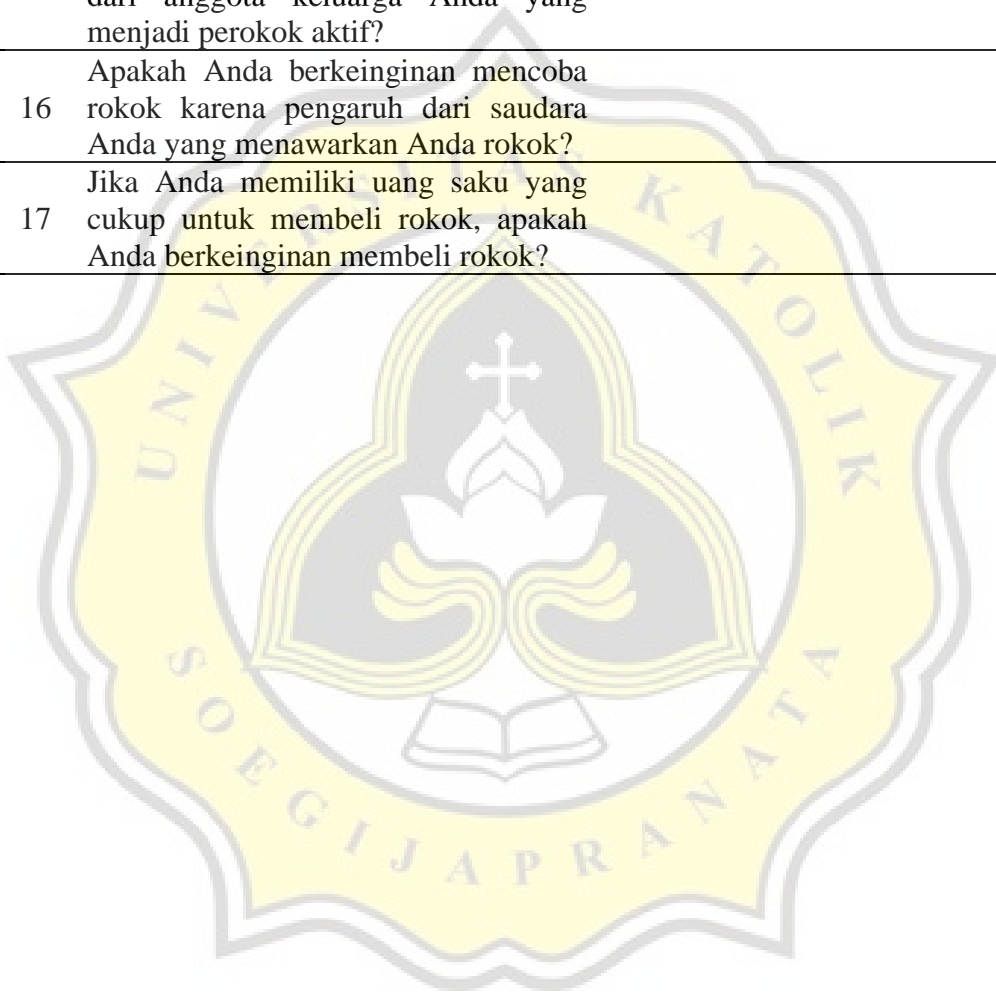 dari anggota keluarga Anda yang
menjadi perokok aktif?
16 Apakah Anda berkeinginan mencoba
rokok karena pengaruh dari saudara
Anda yang menawarkan Anda rokok?
17 Jika Anda memiliki uang saku yang
cukup untuk membeli rokok, apakah
Anda berkeinginan membeli rokok?
UNIVERSITAS KATOLIK
SOEGIJAPRANATA